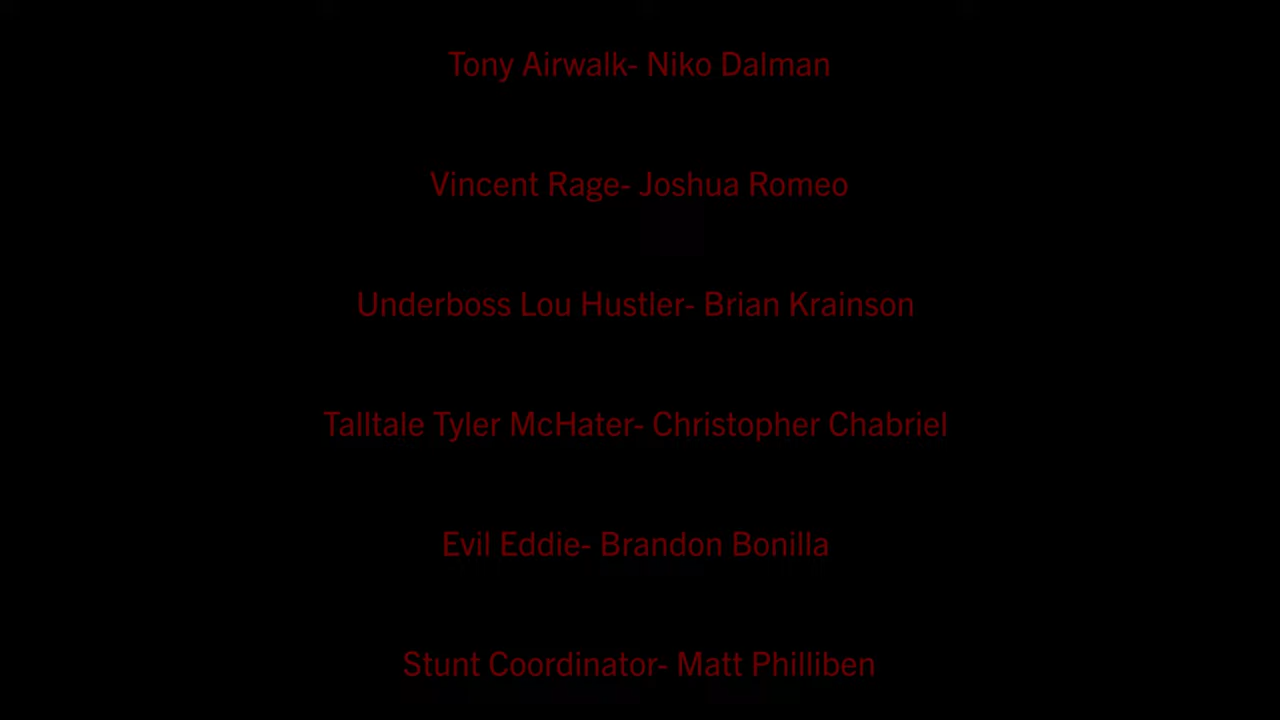 Tony Airwalk- Niko Dalman
Vincent Rage- Joshua Romeo
Underboss Lou Hustler- Brian Krainson
Talltale Tyler McHater- Christopher Chabriel
Evil Eddie- Brandon Bonilla
Stunt Coordinator- Matt Philliben